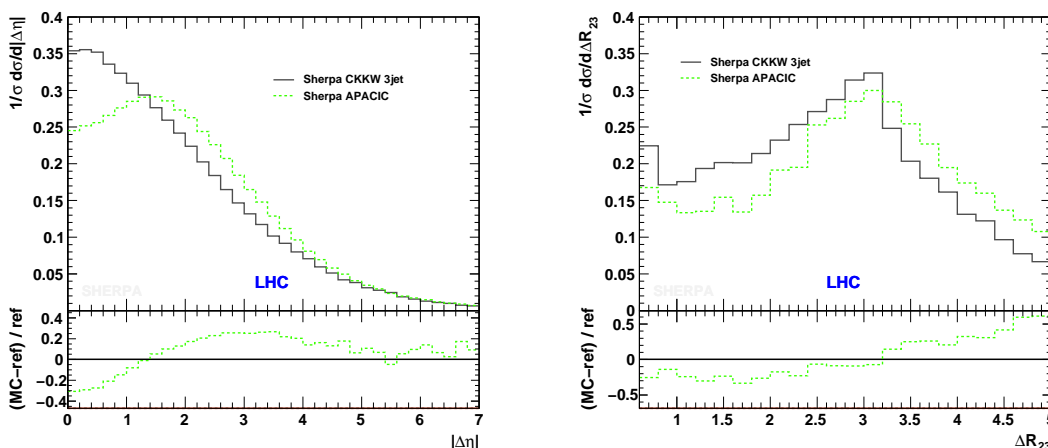 1/σ dσ/d|Δη|
0.4
0.35
0.3
0.25
0.2
0.15
0.1
0.05
Sherpa CKKW 3jet
Sherpa APACIC
SHERPA
LHC
(MC−ref) / ref
0.4
0.2
0
−0.2
−0.4
0 1 2 3 4 5 6 7
|Δη|
1/σ dσ/dΔR23
0.4
0.35
0.3
0.25
0.2
0.15
0.1
0.05
0
Sherpa CKKW 3jet
Sherpa APACIC
SHERPA
LHC
(MC−ref) / ref
0.5
0
−0.5
1 1.5 2 2.5 3 3.5 4 4.5